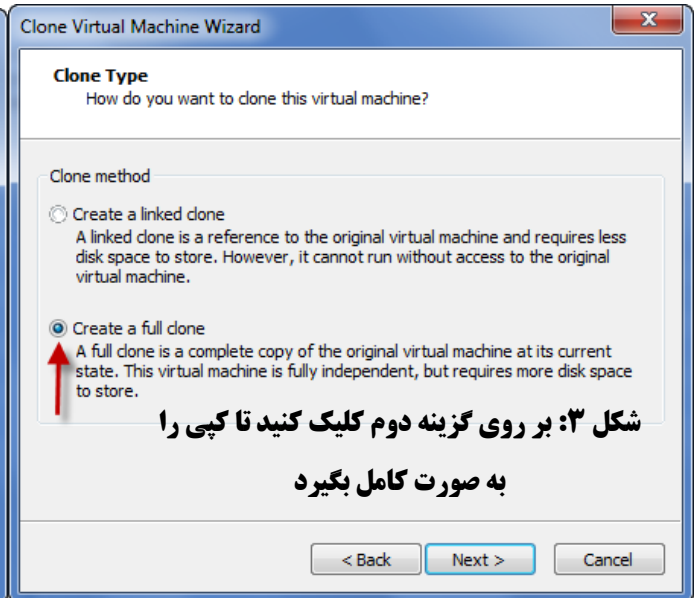 Clone Virtual Machine Wizard
Clone Type
How do you want to clone this virtual machine?
Clone method
Create a linked clone
A linked clone is a reference to the original virtual machine and requires less
disk space to store. However, it cannot run without access to the original
virtual machine.
Create a full clone
A full clone is a complete copy of the original virtual machine at its current
state. This virtual machine is fully independent, but requires more disk space
to store.
شکل ۳: بر روی گزینه دوم کلیک کنید تا کپی را
به صورت کامل بگیرد
< Back
Next >
Cancel